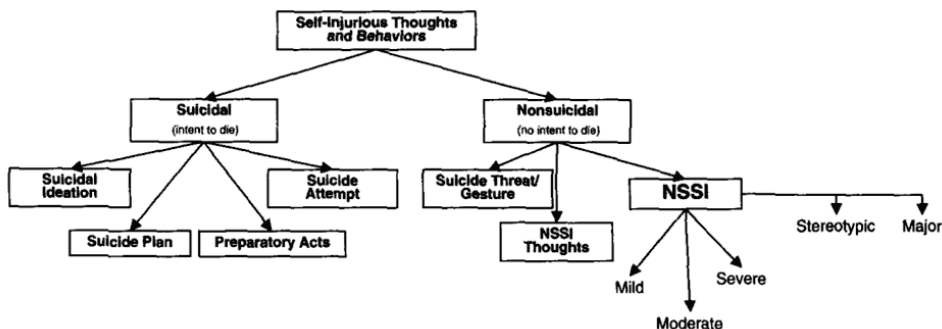 Self-Injurious Thoughts
and Behaviors
Suicidal
(intent to die)
Nonsuicidal
(no intent to die)
Suicidal
Ideation
Suicide
Attempt
Suicide Plan
Preparatory Acts
Suicide Threat/
Gesture
NSSI
Thoughts
NSSI
Stereotypic
Major
Mild
Moderate
Severe